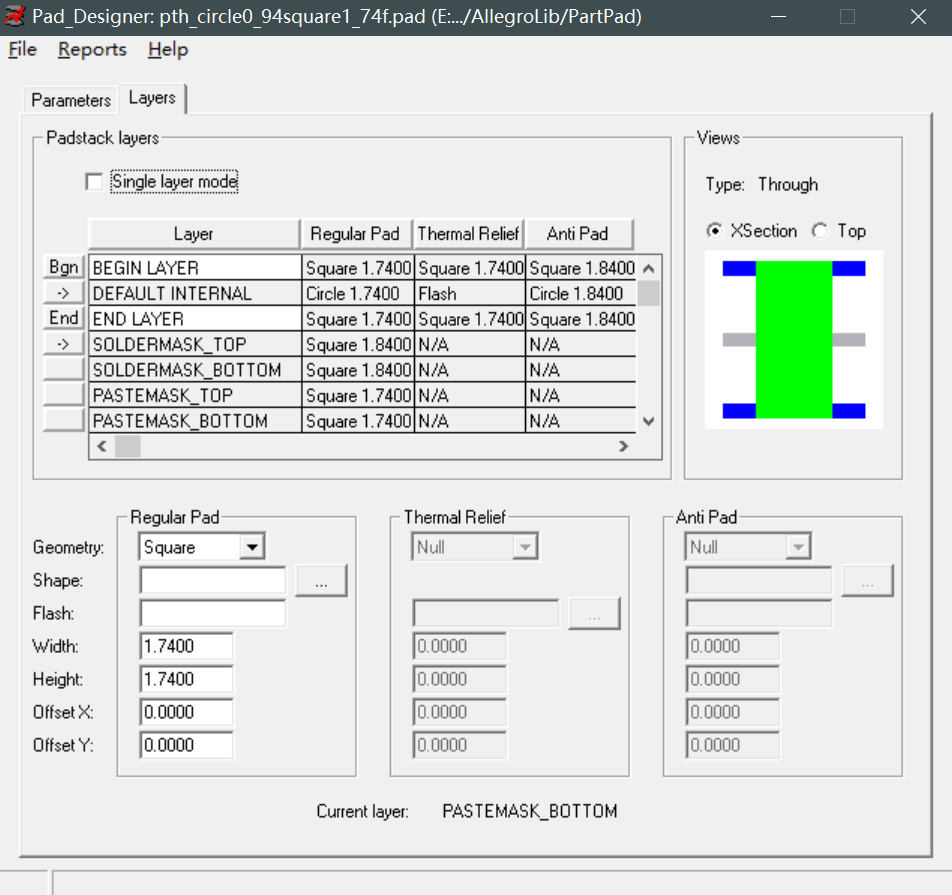 Pad_Designer: pth_circle0_94square1_74f.pad (E:.../AllegroLib/PartPad)
File Reports Help
Parameters Layers
Padstack layers
Single layer mode
Layer Regular Pad Thermal Relief Anti Pad
Bgn BEGIN LAYER Square 1.7400 Square 1.7400 Square 1.8400
-> DEFAULT INTERNAL Circle 1.7400 Flash Circle 1.8400
End END LAYER Square 1.7400 Square 1.7400 Square 1.8400
-> SOLDERMASK_TOP Square 1.8400 N/A N/A
SOLDERMASK_BOTTOM Square 1.8400 N/A N/A
PASTEMASK_TOP Square 1.7400 N/A N/A
PASTEMASK_BOTTOM Square 1.7400 N/A N/A
Views
Type: Through
XSection Top
Regular Pad Thermal Relief Anti Pad
Geometry: Square Null Null
Shape: ... ...
Flash: ...
Width: 1.7400 0.0000 0.0000
Height: 1.7400 0.0000 0.0000
Offset X: 0.0000 0.0000 0.0000
Offset Y: 0.0000 0.0000 0.0000
Current layer: PASTEMASK_BOTTOM